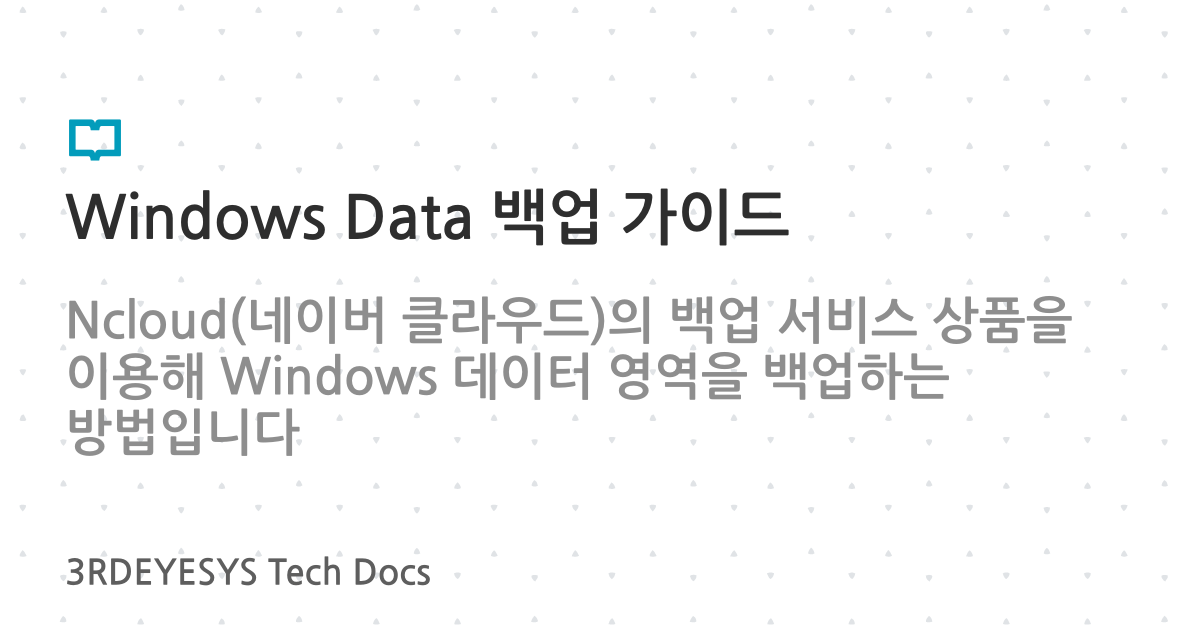 Windows Data 백업 가이드
Ncloud(네이버 클라우드)의 백업 서비스 상품을
이용해 Windows 데이터 영역을 백업하는
방법입니다
3RDEYESYS Tech Docs